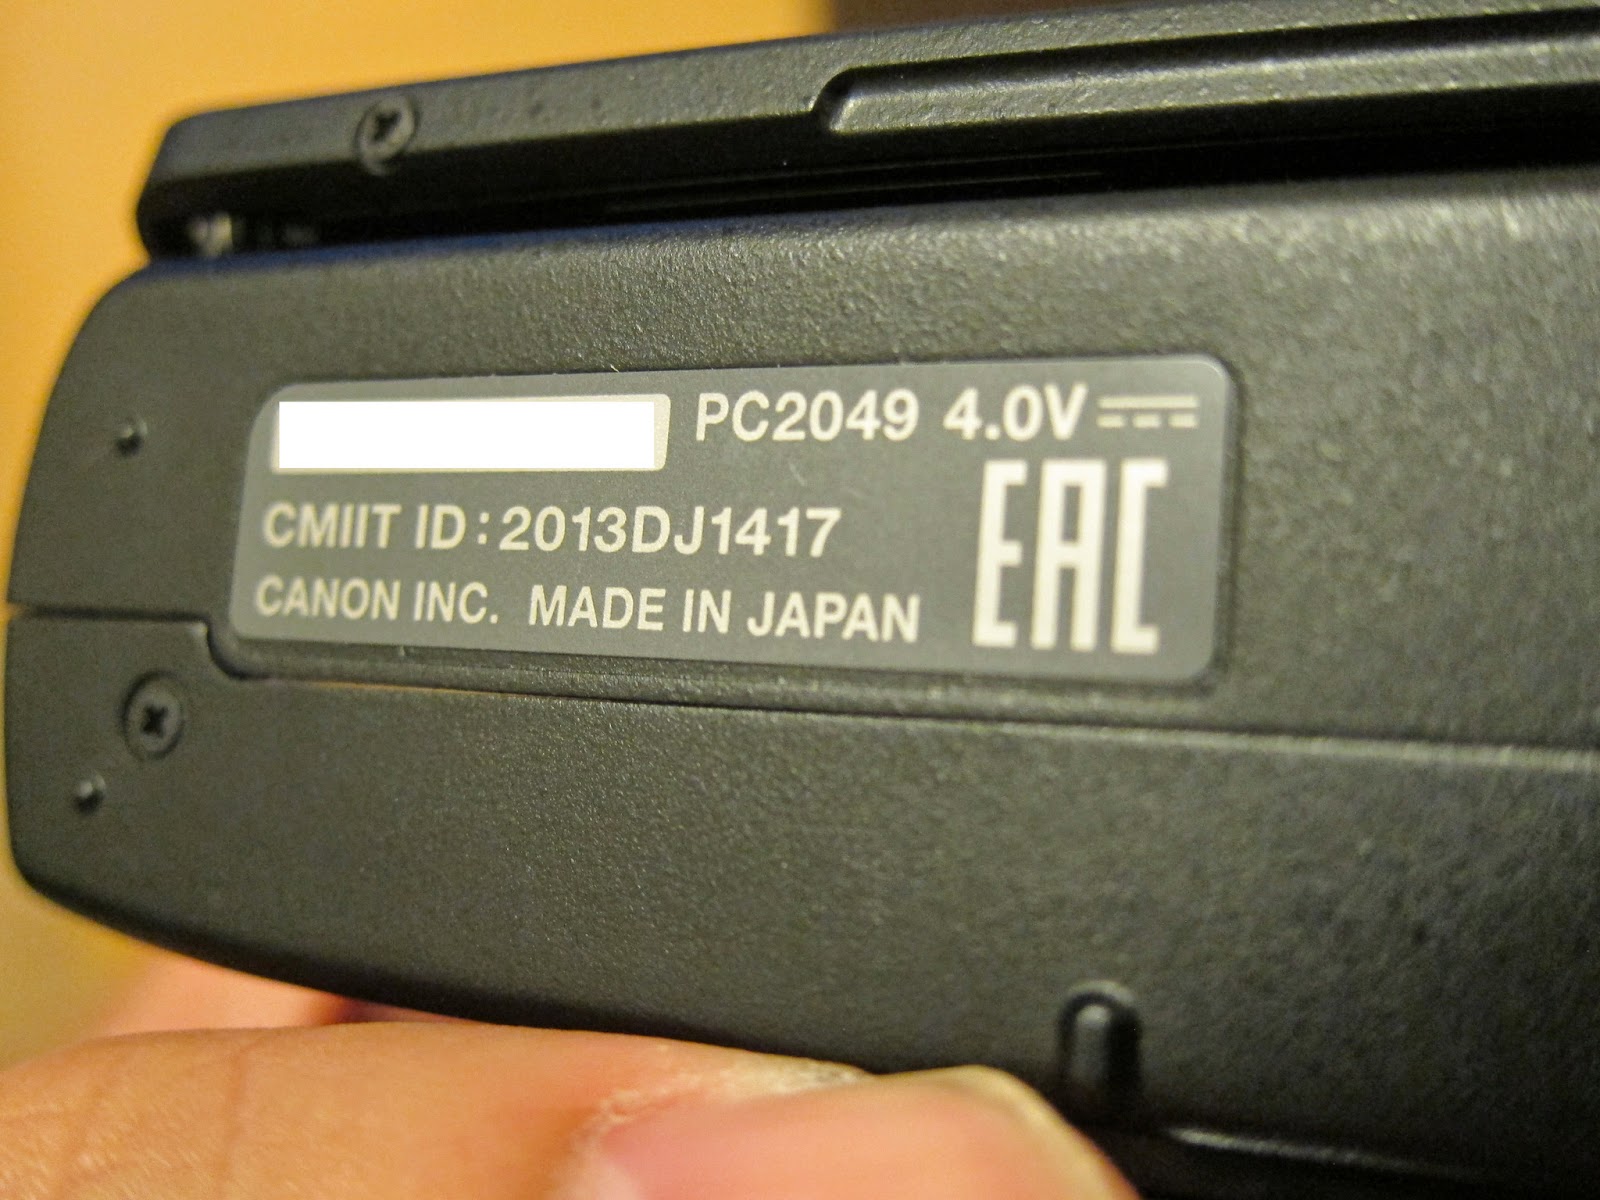 PC2049 4.0V
CMIIT ID : 2013DJ1417
CANON INC. MADE IN JAPAN
EAC